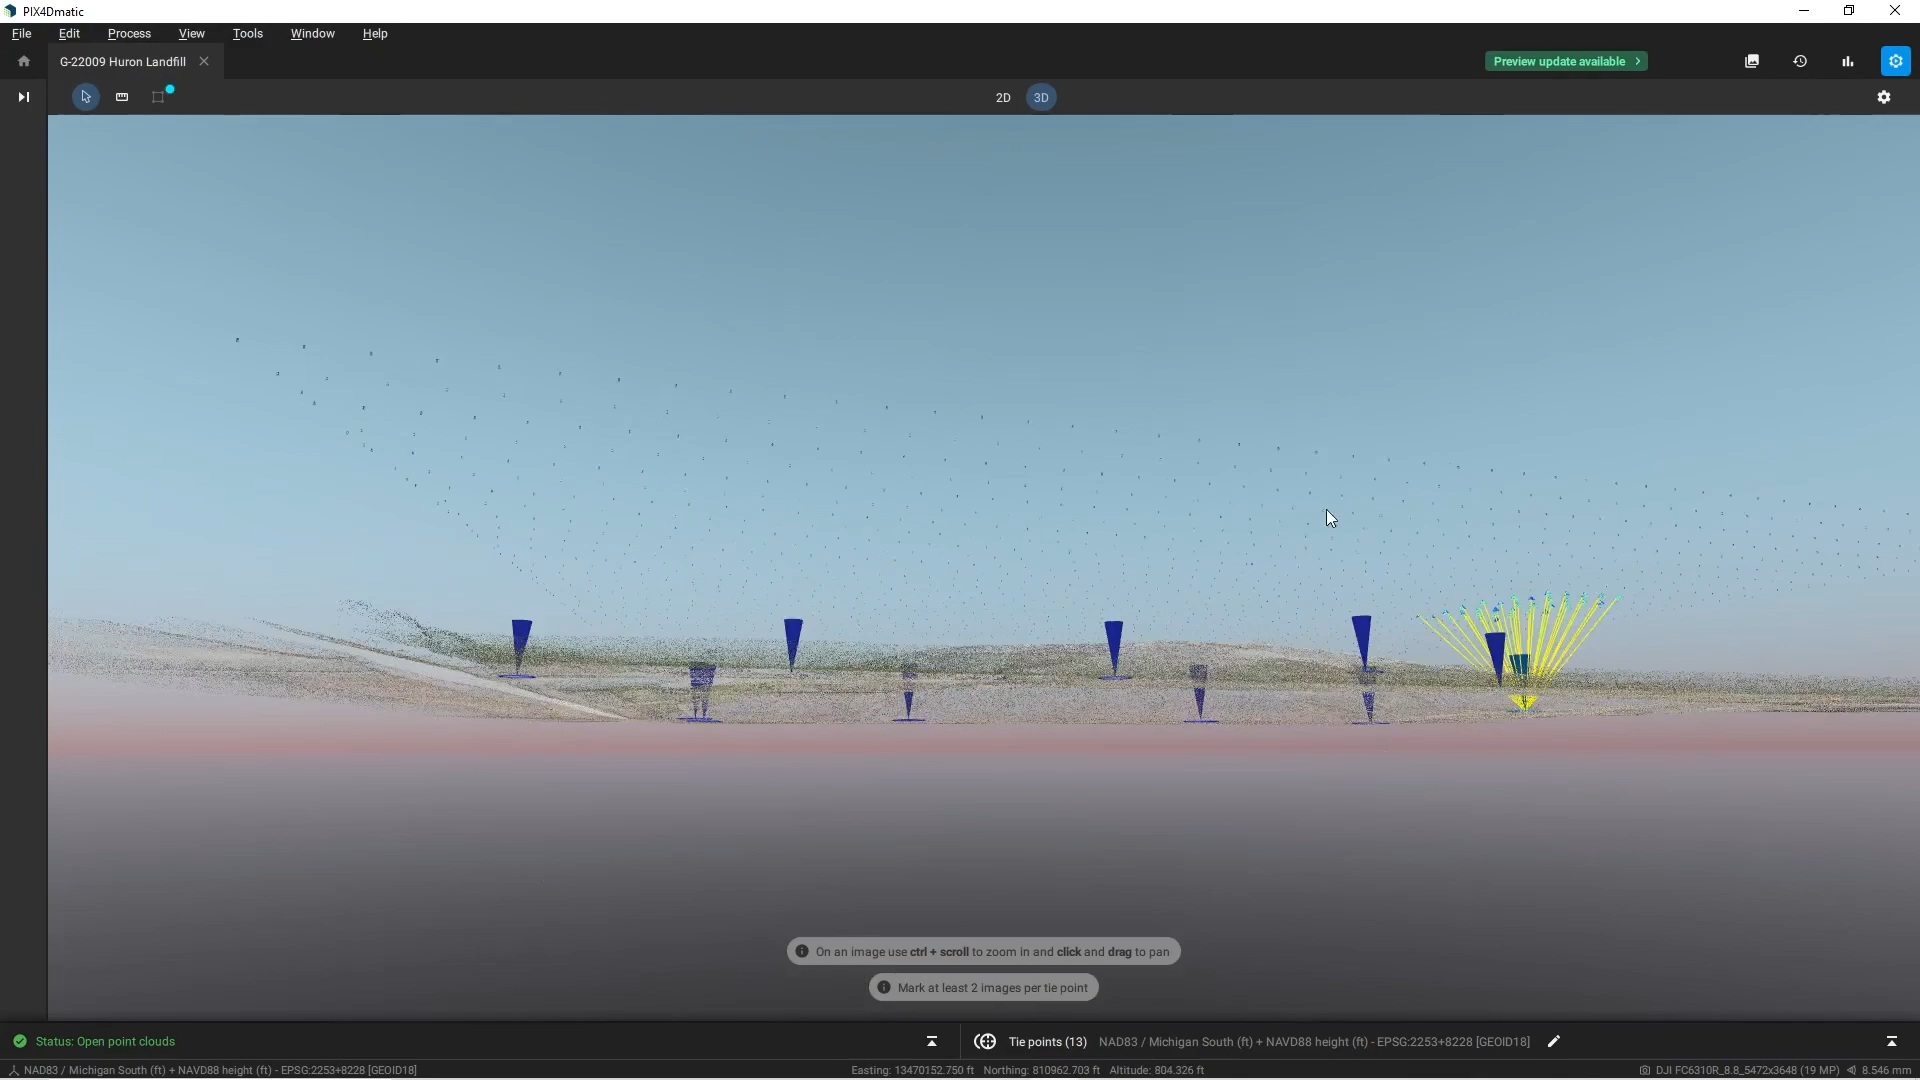 PIX4Dmatic
File Edit Process View Tools Window Help
G-22009 Huron Landfill
Preview update available
2D 3D
On an image use ctrl + scroll to zoom in and click and drag to pan
Mark at least 2 images per tie point
Status: Open point clouds
Tie points (13) NAD83 / Michigan South (ft) + NAVD88 height (ft) - EPSG:2253+8228 [GEOID18]
NAD83 / Michigan South (ft) + NAVD88 height (ft) - EPSG:2253+8228 [GEOID18]
Easting: 13470152.750 ft Northing: 810962.703 ft Altitude: 804.326 ft
DJI FC6310R_8.8_5472x3648 (19 MP) 8.546 mm